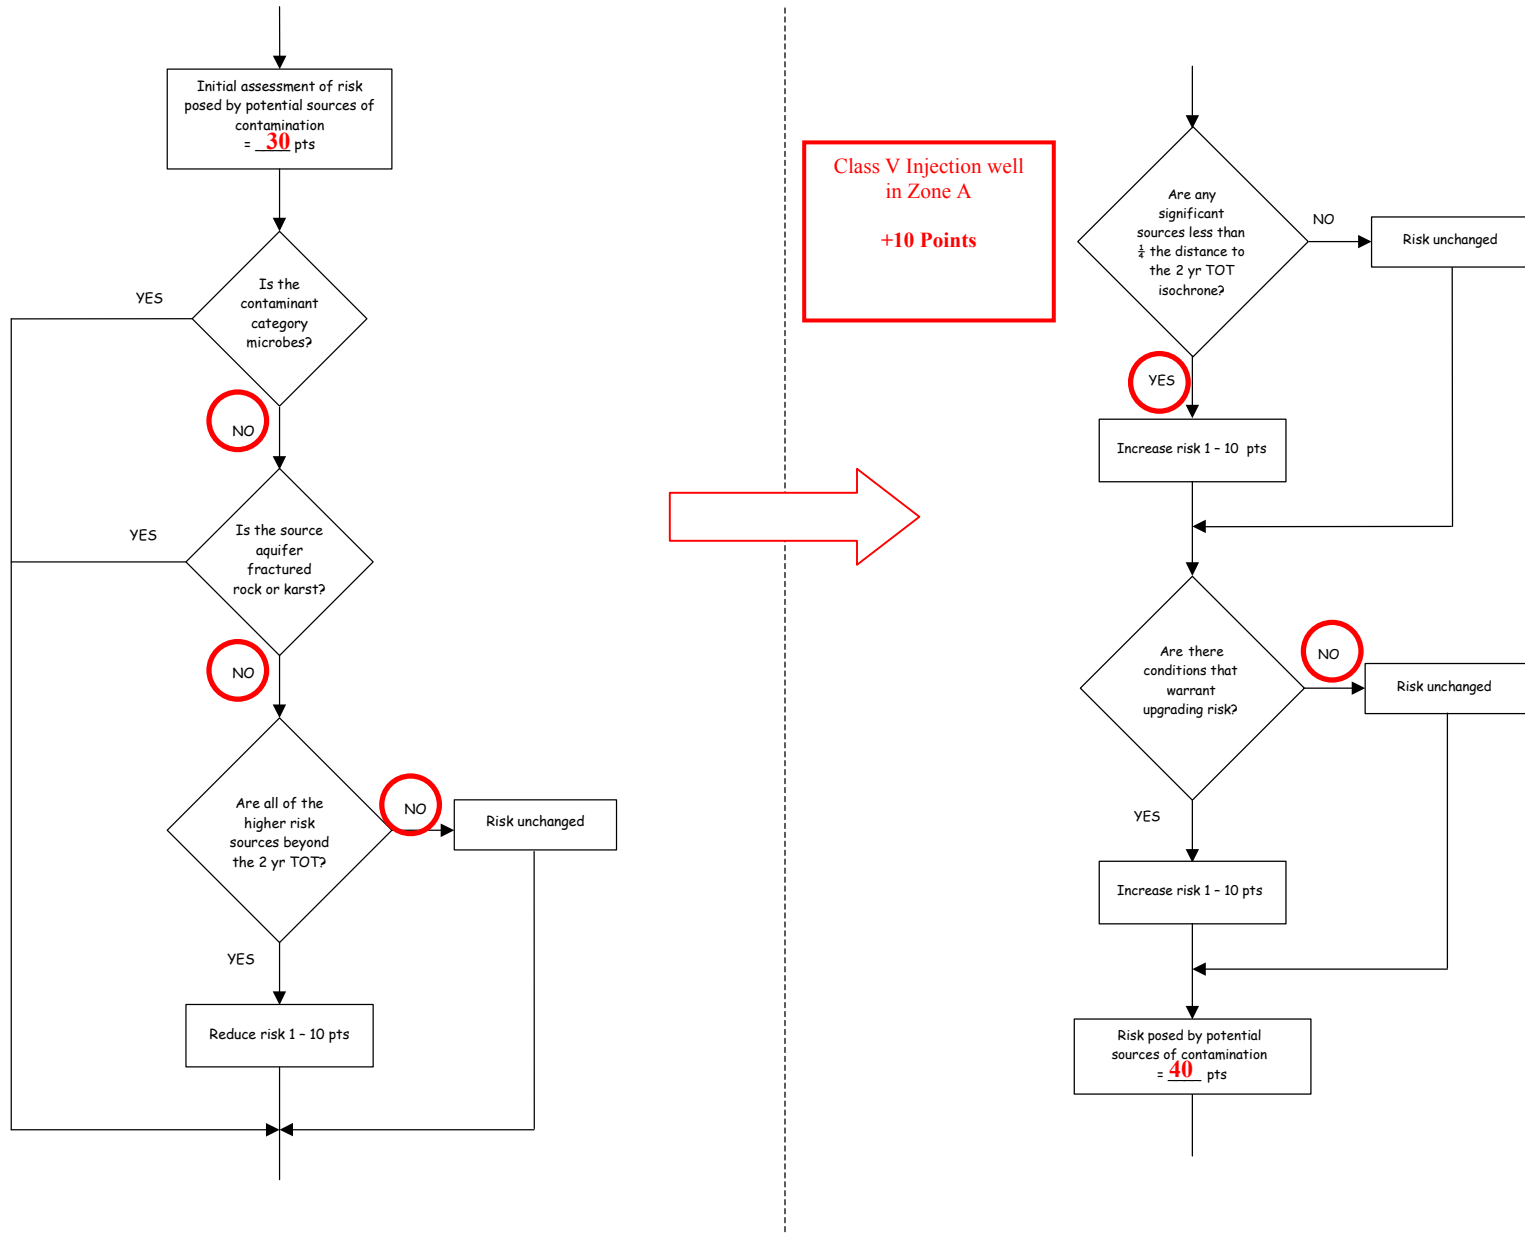 Initial assessment of risk
posed by potential sources of
contamination
= 30 pts
Is the
contaminant
category
microbes?
YES
NO
Is the source
aquifer
fractured
rock or karst?
YES
NO
Are all of the
higher risk
sources beyond
the 2 yr TOT?
NO
Risk unchanged
YES
Reduce risk 1 – 10 pts
Class V Injection well
in Zone A
+10 Points
Are any
significant
sources less than
¼ the distance to
the 2 yr TOT
isochrone?
NO
Risk unchanged
YES
Increase risk 1 – 10 pts
Are there
conditions that
warrant
upgrading risk?
NO
Risk unchanged
YES
Increase risk 1 – 10 pts
Risk posed by potential
sources of contamination
= 40 pts